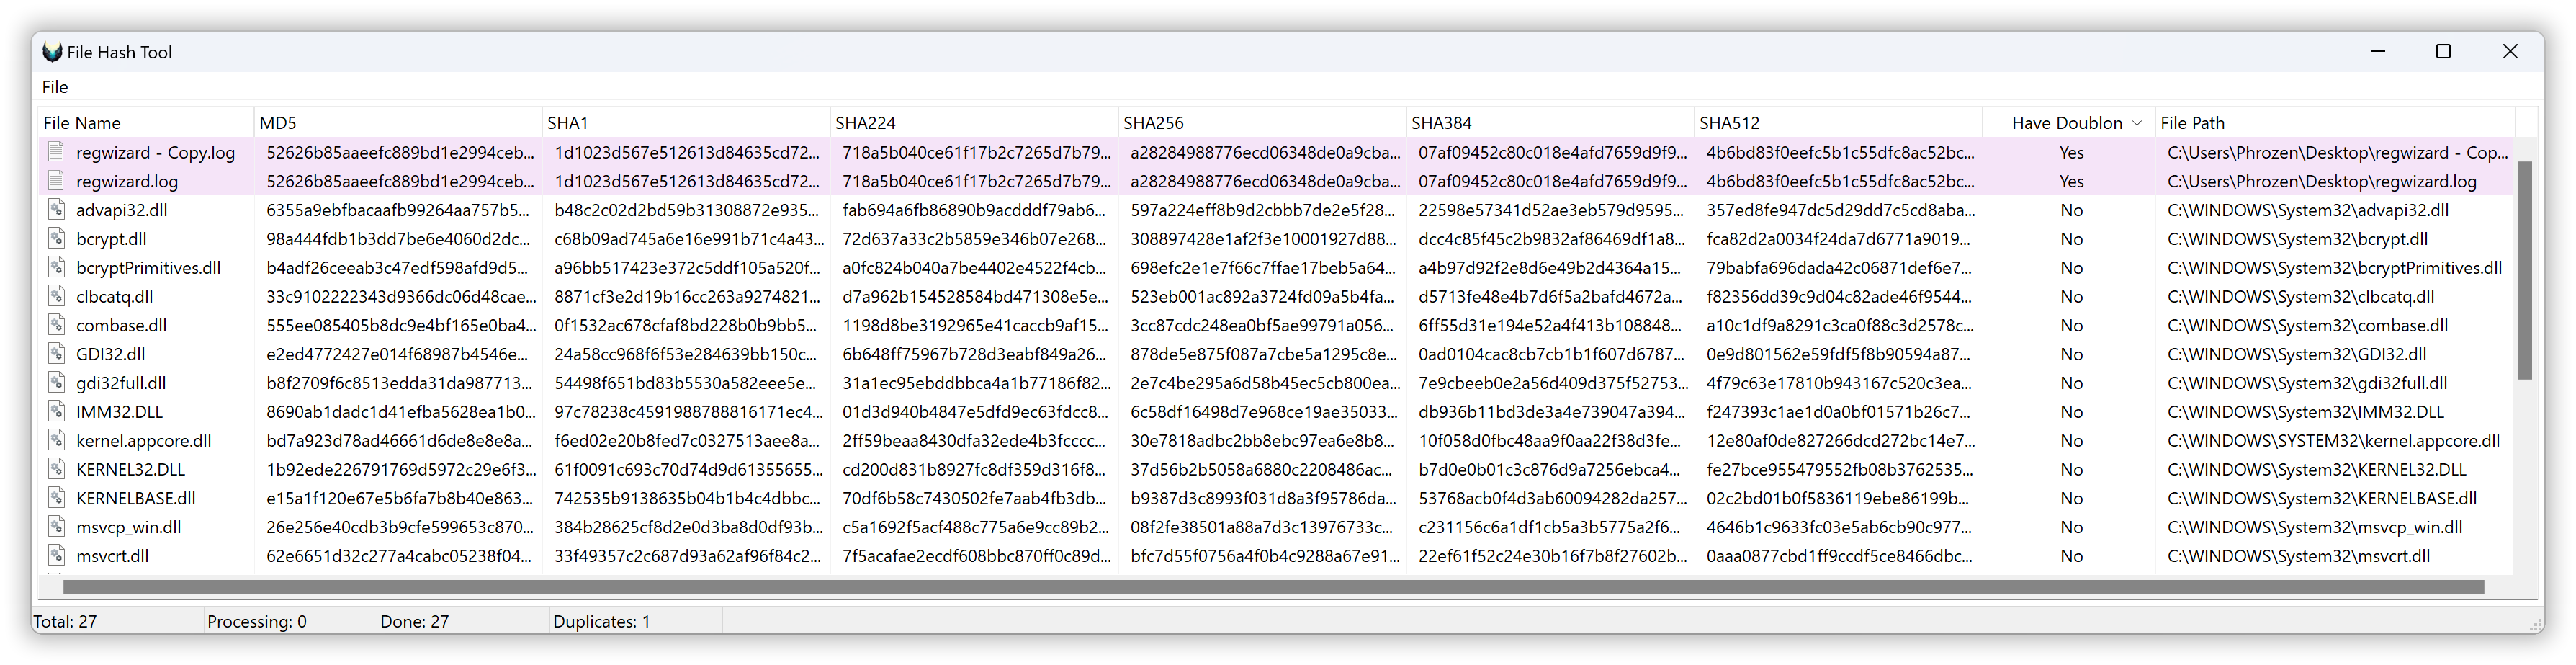 File Hash Tool
File
File Name MD5 SHA1 SHA224 SHA256 SHA384 SHA512 Have Doublon File Path
regwizard - Copy.log 52626b85aaeefc889bd1e2994ceb... 1d1023d567e512613d84635cd72... 718a5b040ce61f17b2c7265d7b79... a28284988776ecd06348de0a9cba... 07af09452c80c018e4afd7659d9f9... 4b6bd83f0eefc5b1c55dfc8ac52bc... Yes C:\Users\Phrozen\Desktop\regwizard - Cop...
regwizard.log 52626b85aaeefc889bd1e2994ceb... 1d1023d567e512613d84635cd72... 718a5b040ce61f17b2c7265d7b79... a28284988776ecd06348de0a9cba... 07af09452c80c018e4afd7659d9f9... 4b6bd83f0eefc5b1c55dfc8ac52bc... Yes C:\Users\Phrozen\Desktop\regwizard.log
advapi32.dll 6355a9ebfbacaafb99264aa757b5... b48c2c02d2bd59b31308872e935... fab694a6fb86890b9acdddf79ab6... 597a224eff8b9d2cbbb7de2e5f28... 22598e57341d52ae3eb579d9595... 357ed8fe947dc5d29dd7c5cd8aba... No C:\WINDOWS\System32\advapi32.dll
bcrypt.dll 98a444fdb1b3dd7be6e4060d2dc... c68b09ad745a6e16e991b71c4a43... 72d637a33c2b5859e346b07e268... 308897428e1af2f3e10001927d88... dcc4c85f45c2b9832af86469df1a8... fca82d2a0034f24da7d6771a9019... No C:\WINDOWS\System32\bcrypt.dll
bcryptPrimitives.dll b4adf26ceeab3c47edf598afd9d5... a96bb517423e372c5ddf105a520f... a0fc824b040a7be4402e4522f4cb... 698efc2e1e7f66c7ffae17beb5a64... a4b97d92f2e8d6e49b2d4364a15... 79babfa696dada42c06871def6e7... No C:\WINDOWS\System32\bcryptPrimitives.dll
clbcatq.dll 33c9102222343d9366dc06d48cae... 8871cf3e2d19b16cc263a9274821... d7a962b154528584bd471308e5e... 523eb001ac892a3724fd09a5b4fa... d5713fe48e4b7d6f5a2bafd4672a... f82356dd39c9d04c82ade46f9544... No C:\WINDOWS\System32\clbcatq.dll
combase.dll 555ee085405b8dc9e4bf165e0ba4... 0f1532ac678cfaf8bd228b0b9bb5... 1198d8be3192965e41caccb9af15... 3cc87cdc248ea0bf5ae99791a056... 6ff55d31e194e52a4f413b108848... a10c1df9a8291c3ca0f88c3d2578c... No C:\WINDOWS\System32\combase.dll
GDI32.dll e2ed4772427e014f68987b4546e... 24a58cc968f6f53e284639bb150c... 6b648ff75967b728d3eabf849a26... 878de5e875f087a7cbe5a1295c8e... 0ad0104cac8cb7cb1b1f607d6787... 0e9d801562e59fdf5f8b90594a87... No C:\WINDOWS\System32\GDI32.dll
gdi32full.dll b8f2709f6c8513edda31da987713... 54498f651bd83b5530a582eee5e... 31a1ec95ebddbbca4a1b77186f82... 2e7c4be295a6d58b45ec5cb800ea... 7e9cbeeb0e2a56d409d375f52753... 4f79c63e17810b943167c520c3ea... No C:\WINDOWS\System32\gdi32full.dll
IMM32.DLL 8690ab1dadc1d41efba5628ea1b0... 97c78238c4591988788816171ec4... 01d3d940b4847e5dfd9ec63fdcc8... 6c58df16498d7e968ce19ae35033... db936b11bd3de3a4e739047a394... f247393c1ae1d0a0bf01571b26c7... No C:\WINDOWS\System32\IMM32.DLL
kernel.appcore.dll bd7a923d78ad46661d6de8e8e8a... f6ed02e20b8fed7c0327513aee8a... 2ff59beaa8430dfa32ede4b3fcccc... 30e7818adbc2bb8ebc97ea6e8b8... 10f058d0fbc48aa9f0aa22f38d3fe... 12e80af0de827266dcd272bc14e7... No C:\WINDOWS\SYSTEM32\kernel.appcore.dll
KERNEL32.DLL 1b92ede226791769d5972c29e6f3... 61f0091c693c70d74d9d61355655... cd200d831b8927fc8df359d316f8... 37d56b2b5058a6880c2208486ac... b7d0e0b01c3c876d9a7256ebca4... fe27bce955479552fb08b3762535... No C:\WINDOWS\System32\KERNEL32.DLL
KERNELBASE.dll e15a1f120e67e5b6fa7b8b40e863... 742535b9138635b04b1b4c4dbbc... 70df6b58c7430502fe7aab4fb3db... b9387d3c8993f031d8a3f95786da... 53768acb0f4d3ab60094282da257... 02c2bd01b0f5836119ebe86199b... No C:\WINDOWS\System32\KERNELBASE.dll
msvcp_win.dll 26e256e40cdb3b9cfe599653c870... 384b28625cf8d2e0d3ba8d0df93b... c5a1692f5acf488c775a6e9cc89b2... 08f2fe38501a88a7d3c13976733c... c231156c6a1df1cb5a3b5775a2f6... 4646b1c9633fc03e5ab6cb90c977... No C:\WINDOWS\System32\msvcp_win.dll
msvcrt.dll 62e6651d32c277a4cabc05238f04... 33f49357c2c687d93a62af96f84c2... 7f5acafae2ecdf608bbc870ff0c89d... bfc7d55f0756a4f0b4c9288a67e91... 22ef61f52c24e30b16f7b8f27602b... 0aaa0877cbd1ff9ccdf5ce8466dbc... No C:\WINDOWS\System32\msvcrt.dll
Total: 27 Processing: 0 Done: 27 Duplicates: 1